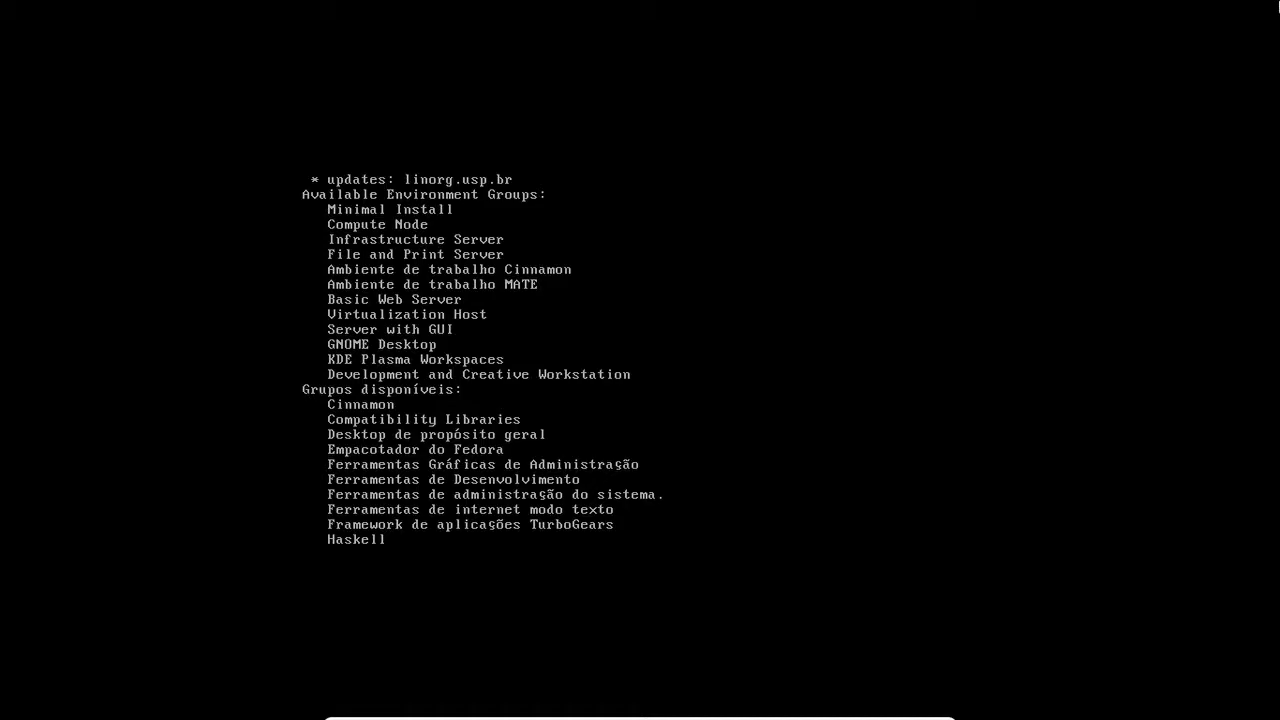 * updates: linorg.usp.br
Available Environment Groups:
Minimal Install
Compute Node
Infrastructure Server
File and Print Server
Ambiente de trabalho Cinnamon
Ambiente de trabalho MATE
Basic Web Server
Virtualization Host
Server with GUI
GNOME Desktop
KDE Plasma Workspaces
Development and Creative Workstation
Grupos disponíveis:
Cinnamon
Compatibility Libraries
Desktop de propósito geral
Empacotador do Fedora
Ferramentas Gráficas de Administração
Ferramentas de Desenvolvimento
Ferramentas de administração do sistema.
Ferramentas de internet modo texto
Framework de aplicações TurboGears
Haskell